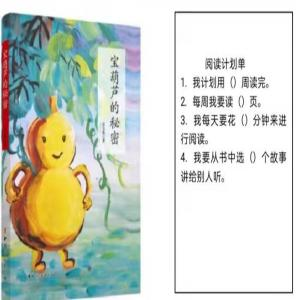 宝葫芦的秘密
阅读计划单
1. 我计划用（）周读完。
2. 每周我要读（）页。
3. 我每天要花（）分钟来进
行阅读。
4. 我要从书中选（）个故事
讲给别人听。